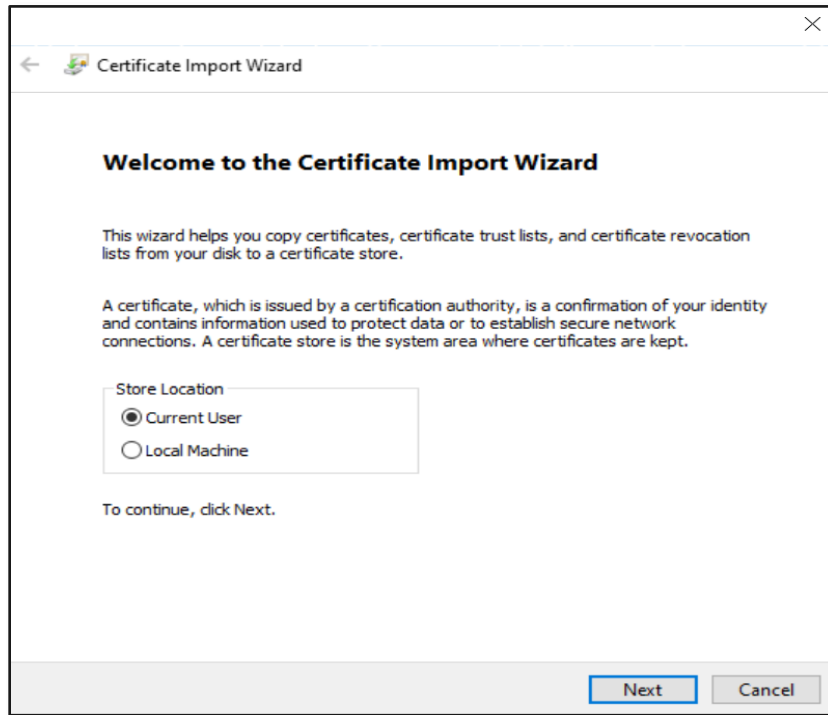 Certificate Import Wizard
Welcome to the Certificate Import Wizard
This wizard helps you copy certificates, certificate trust lists, and certificate revocation
lists from your disk to a certificate store.
A certificate, which is issued by a certification authority, is a confirmation of your identity
and contains information used to protect data or to establish secure network
connections. A certificate store is the system area where certificates are kept.
Store Location
Current User
Local Machine
To continue, click Next.
Next Cancel